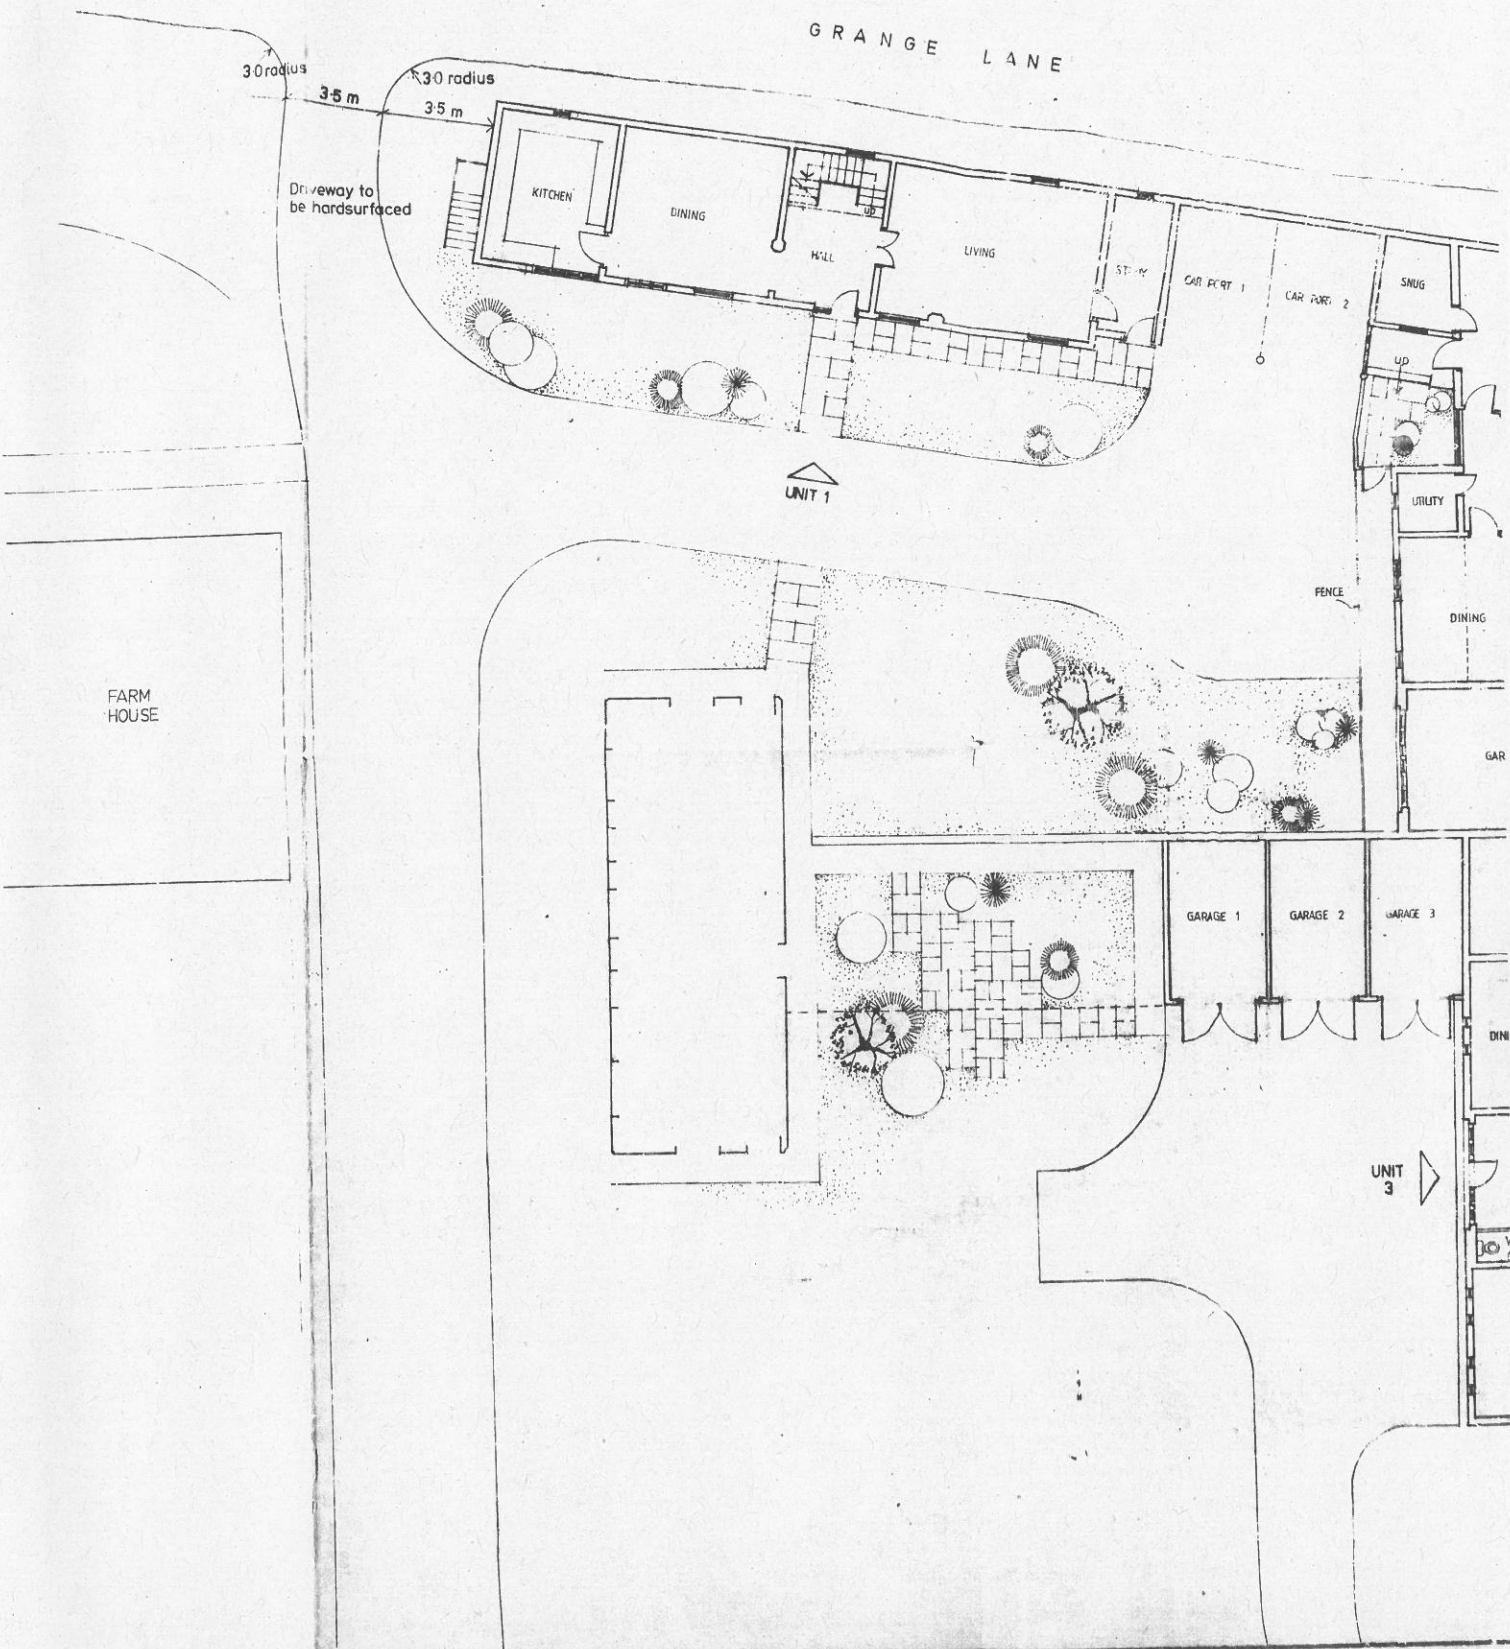 GRANGE LANE
3·0 radius
3·0 radius
3·5 m
3·5 m
Driveway to
be hardsurfaced
KITCHEN
DINING
UP
HALL
LIVING
CAR PORT 1
CAR PORT 2
SNUG
UP
UNIT 1
UTILITY
FENCE
DINING
FARM
HOUSE
GAR
GARAGE 1
GARAGE 2
GARAGE 3
DINI
UNIT
3